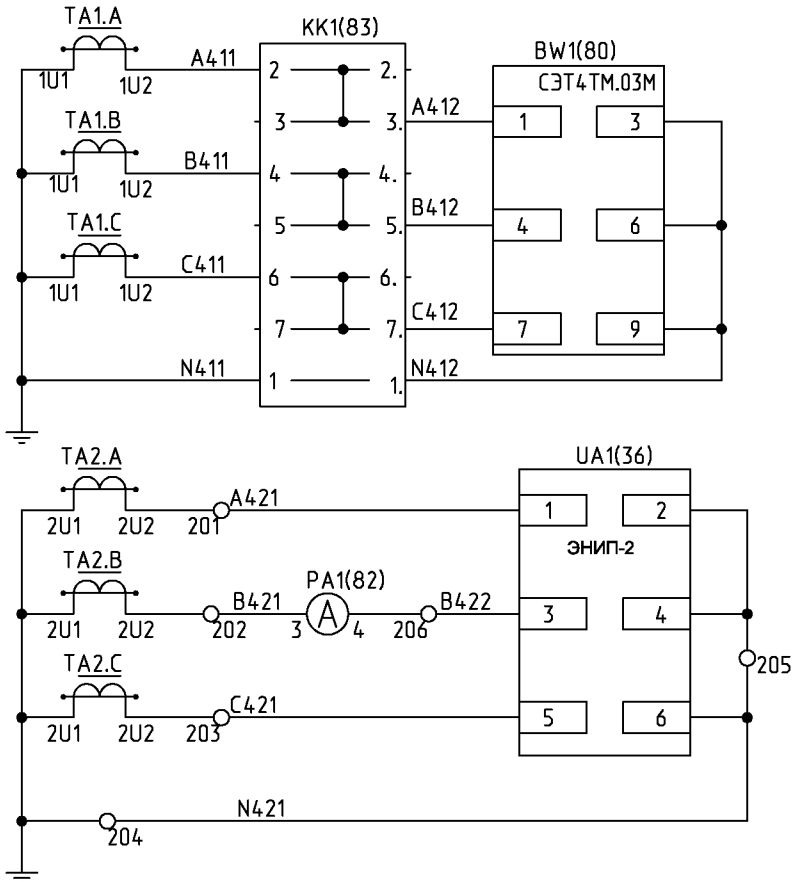 TA1.A
KK1(83)
1U1 1U2 A411
2 2.
BW1(80)
СЭТ4ТМ.03М
3 3. A412
1 3
TA1.B
1U1 1U2 B411
4 4.
5 5. B412
4 6
TA1.C
1U1 1U2 C411
6 6.
7 7. C412
7 9
N411 1 1. N412
TA2.A
UA1(36)
2U1 2U2 201 A421
1 2
ЭНИП-2
TA2.B
2U1 2U2 202 B421
PA1(82)
3 A 4
206 B422
3 4
205
TA2.C
2U1 2U2 203 C421
5 6
N421
204